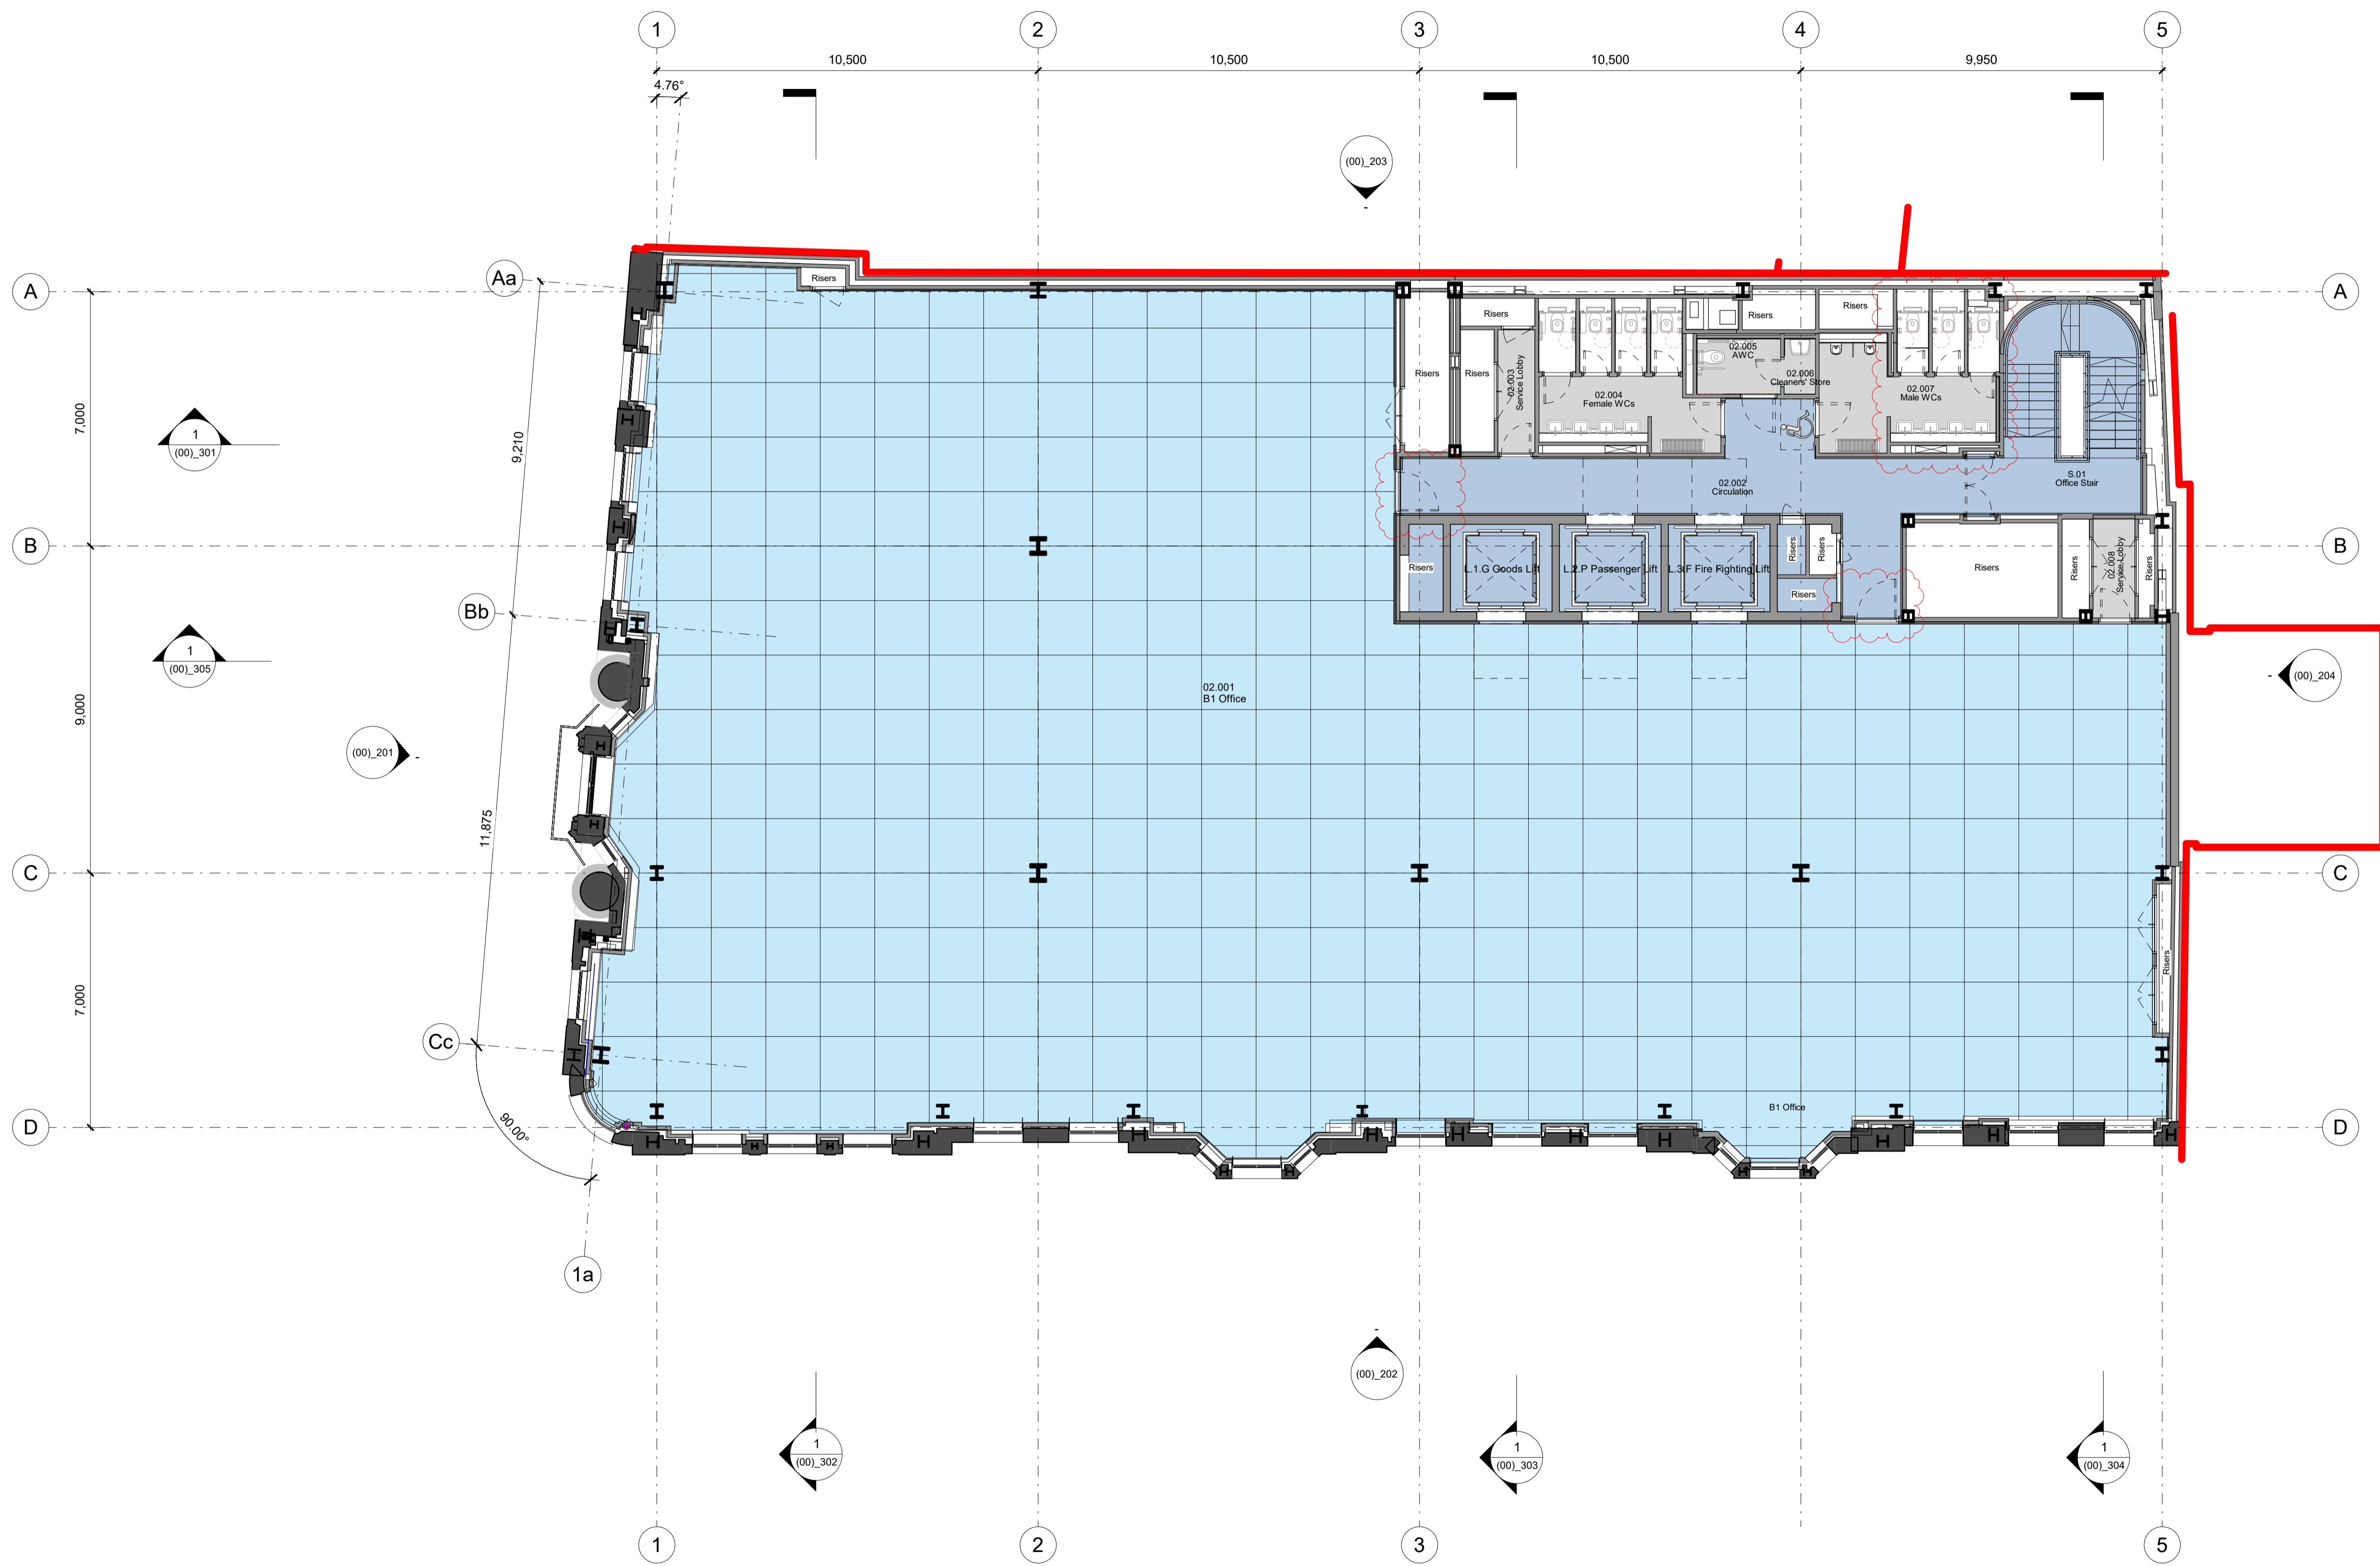 1 2 3 4 5
10,500 10,500 10,500 9,950
4.76°
(00)_203
-
Aa
A
A
Risers
Risers
Risers
Risers
Risers
Risers
02.003
Service Lobby
02.004
Female WCs
02.005
AWC
02.006
Cleaners' Store
02.007
Male WCs
7,000
9,210
1
(00)_301
02.002
Circulation
S.01
Office Stair
B
B
Risers
L.1.G Goods Lift
L.2.P Passenger Lift
L.3.F Fire Fighting Lift
Risers
Risers
Risers
Risers
Risers
02.008
Service Lobby
Risers
Bb
1
(00)_305
02.001
B1 Office
-
(00)_204
9,000
(00)_201
-
11,875
C
C
Risers
7,000
Cc
90.00°
B1 Office
D
D
1a
-
(00)_202
1
(00)_302
1
(00)_303
1
(00)_304
1 2 3 5